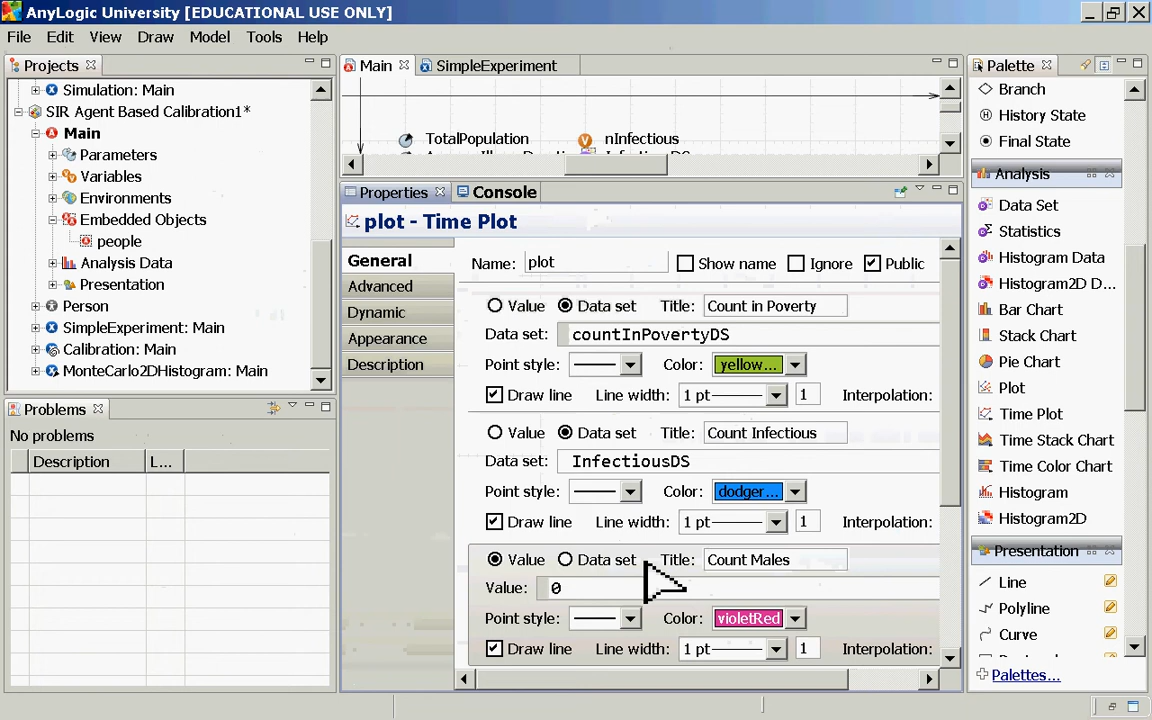 AnyLogic University [EDUCATIONAL USE ONLY]
File Edit View Draw Model Tools Help
Projects
Simulation: Main
SIR Agent Based Calibration1*
Main
Parameters
Variables
Environments
Embedded Objects
people
Analysis Data
Presentation
Person
SimpleExperiment: Main
Calibration: Main
MonteCarlo2DHistogram: Main
Problems
No problems
Description L...
Main SimpleExperiment
TotalPopulation nInfectious
Properties Console
plot - Time Plot
General
Advanced
Dynamic
Appearance
Description
Name: plot Show name Ignore Public
Value Data set Title: Count in Poverty
Data set: countInPovertyDS
Point style: Color: yellow...
Draw line Line width: 1 pt 1 Interpolation:
Value Data set Title: Count Infectious
Data set: InfectiousDS
Point style: Color: dodger...
Draw line Line width: 1 pt 1 Interpolation:
Value Data set Title: Count Males
Value: 0
Point style: Color: violetRed
Draw line Line width: 1 pt 1 Interpolation:
Palette
Branch
History State
Final State
Analysis
Data Set
Statistics
Histogram Data
Histogram2D D...
Bar Chart
Stack Chart
Pie Chart
Plot
Time Plot
Time Stack Chart
Time Color Chart
Histogram
Histogram2D
Presentation
Line
Polyline
Curve
Palettes...